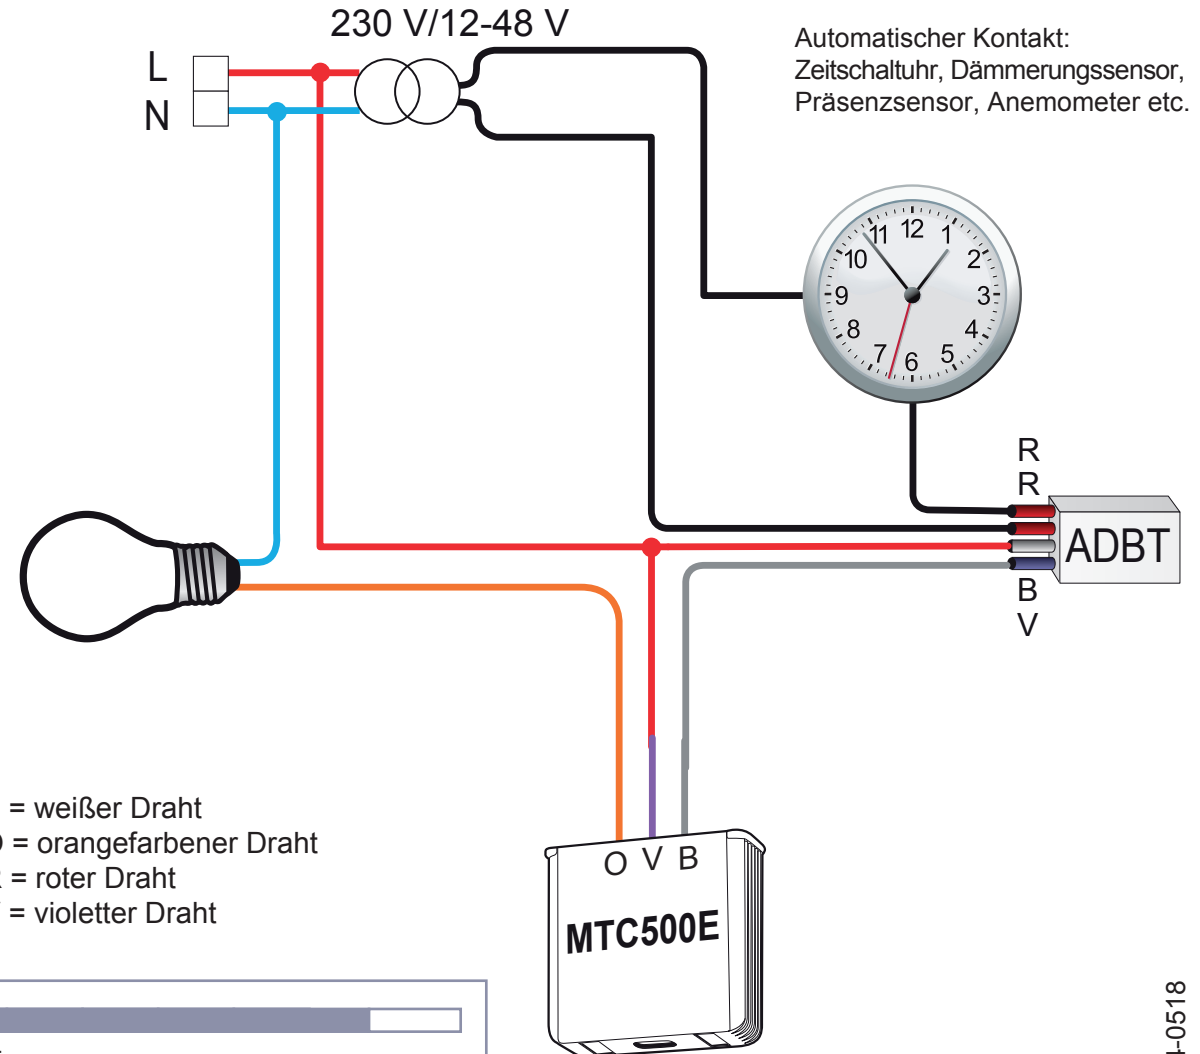 230 V/12-48 V
Automatischer Kontakt:
Zeitschaltuhr, Dämmerungssensor,
Präsenzsensor, Anemometer etc.
L
N
12
1
2
3
4
5
6
7
8
9
10
11
R
R
ADBT
B
V
= weißer Draht
= orangefarbener Draht
= roter Draht
= violetter Draht
O V B
MTC500E
-0518